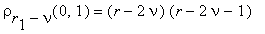 ρ_{r_1 − ν}(0, 1) = (r − 2 ν) (r − 2 ν − 1)